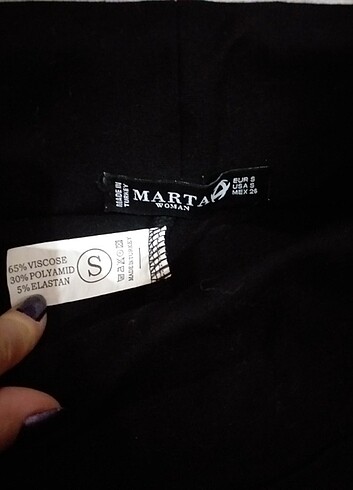 MADE IN
TURKEY
MARTA
WOMAN
EUR S
USA S
MEX 26
65% VISCOSE
30% POLYAMID
5% ELASTAN
S
MADE IN TURKEY